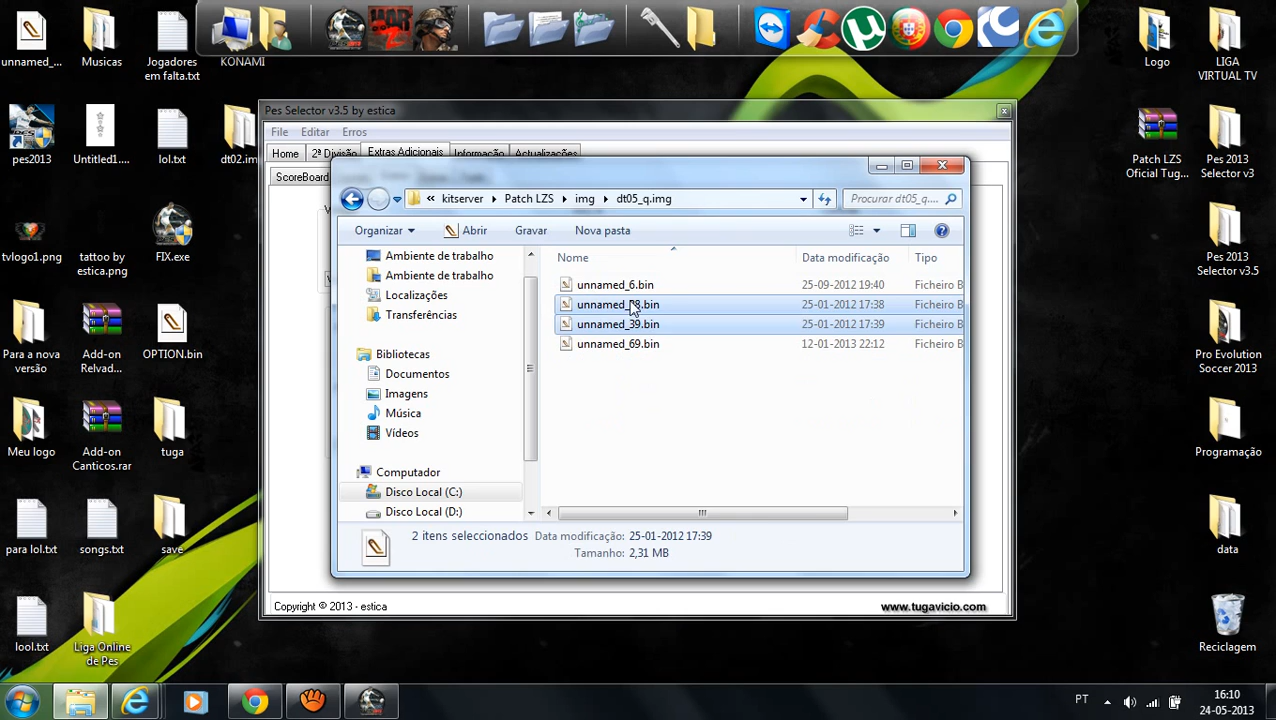 unnamed_...
Musicas
Jogadores
em falta.txt
KONAMI
Logo
LIGA
VIRTUAL TV
pes2013
Untitled1....
lol.txt
dt02.im
Patch LZS
Oficial Tug...
Pes 2013
Selector v3
tvlogo1.png
tattoo by
estica.png
FIX.exe
Pes 2013
Selector v3.5
Para a nova
versão
Add-on
Relvad...
OPTION.bin
Pro Evolution
Soccer 2013
Meu logo
Add-on
Canticos.rar
tuga
Programação
para lol.txt
songs.txt
save
data
lool.txt
Liga Online
de Pes
Reciclagem
Pes Selector v3.5 by estica
File Editar Erros
Home 2ª Divisão Extras Adicionais Informação Actualizações
ScoreBoard
« kitserver Patch LZS img dt05_q.img
Procurar dt05_q....
Organizar Abrir Gravar Nova pasta
Nome Data modificação Tipo
Ambiente de trabalho
Ambiente de trabalho
Localizações
Transferências
Bibliotecas
Documentos
Imagens
Música
Vídeos
Computador
Disco Local (C:)
Disco Local (D:)
unnamed_6.bin 25-09-2012 19:40 Ficheiro B
25-01-2012 17:38 Ficheiro B
unnamed_39.bin 25-01-2012 17:39 Ficheiro B
unnamed_69.bin 12-01-2013 22:12 Ficheiro B
2 itens seleccionados Data modificação: 25-01-2012 17:39
Tamanho: 2,31 MB
Copyright © 2013 - estica
www.tugavicio.com
PT
16:10
24-05-2013